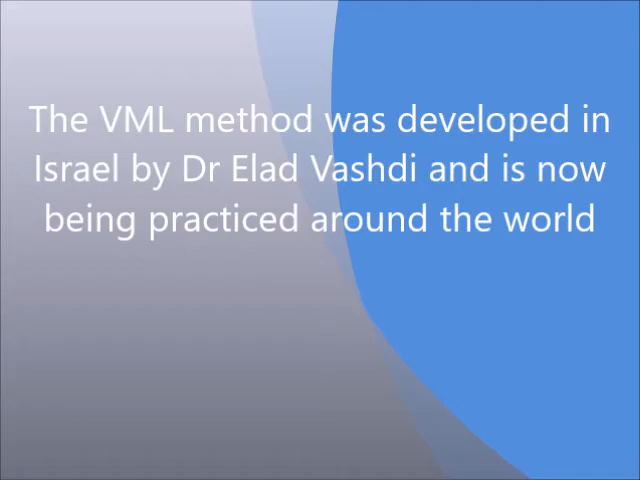 The VML method was developed in
Israel by Dr Elad Vashdi and is now
being practiced around the world